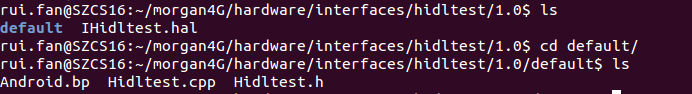 rui.fan@SZCS16:~/morgan4G/hardware/interfaces/hidltest/1.0$ ls
default  IHidltest.hal
rui.fan@SZCS16:~/morgan4G/hardware/interfaces/hidltest/1.0$ cd default/
rui.fan@SZCS16:~/morgan4G/hardware/interfaces/hidltest/1.0/default$ ls
Android.bp  Hidltest.cpp  Hidltest.h